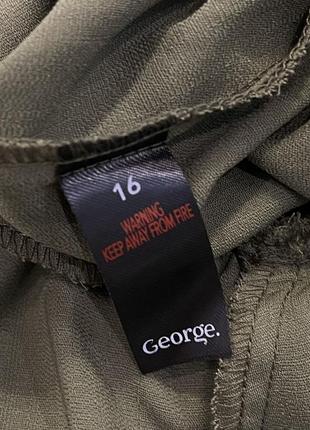 16
WARNING
KEEP AWAY FROM FIRE
George.